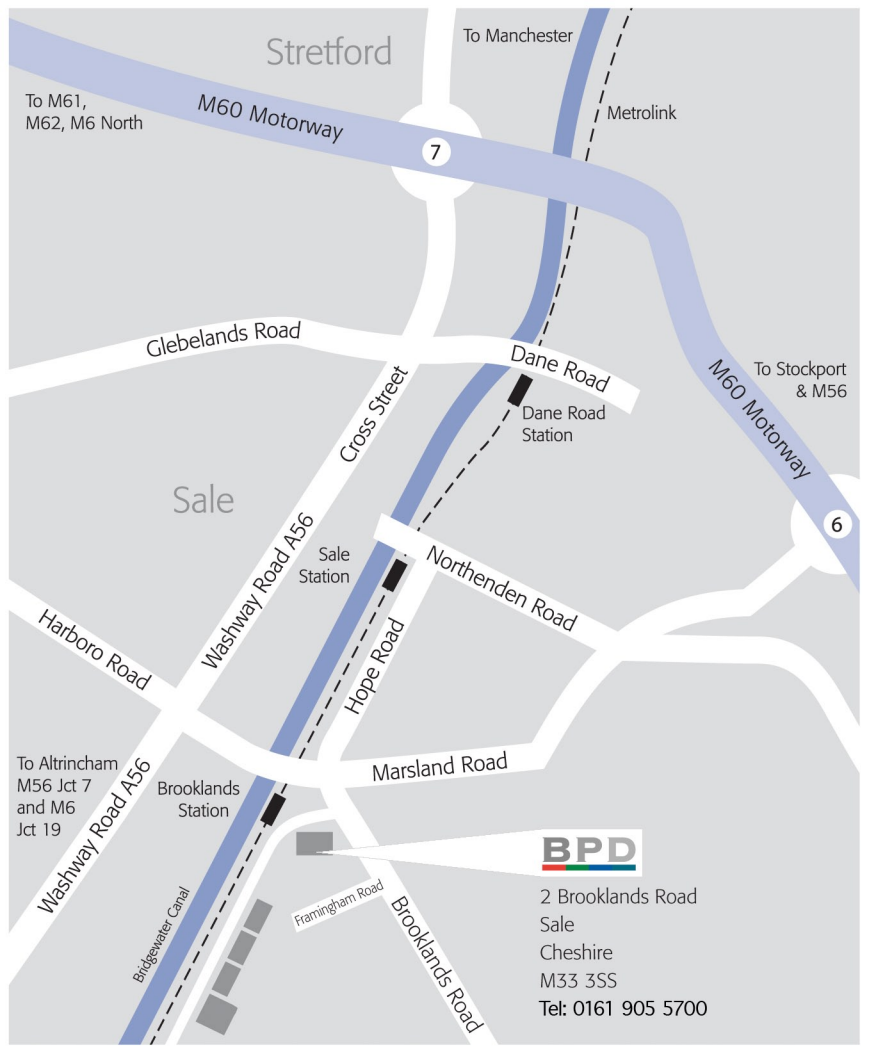 To Manchester
Stretford
To M61,
M62, M6 North
M60 Motorway
Metrolink
7
Glebelands Road
Dane Road
To Stockport
& M56
M60 Motorway
Cross Street
Dane Road
Station
Sale
6
Sale
Station
Northenden Road
Washway Road A56
Harboro Road
Hope Road
To Altrincham
M56 Jct 7
and M6
Jct 19
Marsland Road
Brooklands
Station
Washway Road A56
BPD
Framingham Road
Bridgewater Canal
Brooklands Road
2 Brooklands Road
Sale
Cheshire
M33 3SS
Tel: 0161 905 5700